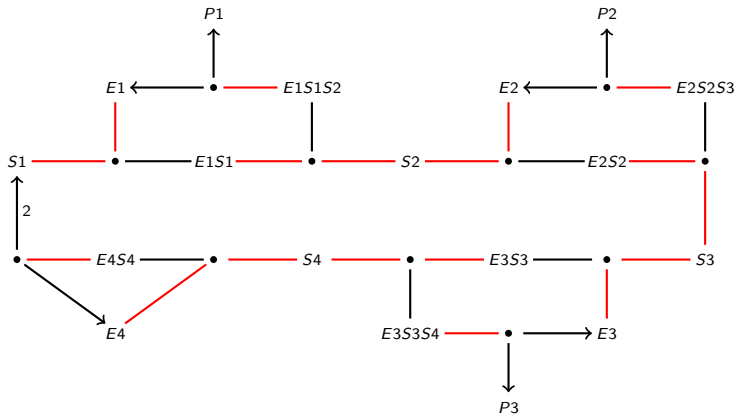 P1 P2
E1 E1S1S2 E2 E2S2S3
S1 E1S1 S2 E2S2
2
E4S4 S4 E3S3 S3
E4 E3S3S4 E3
P3